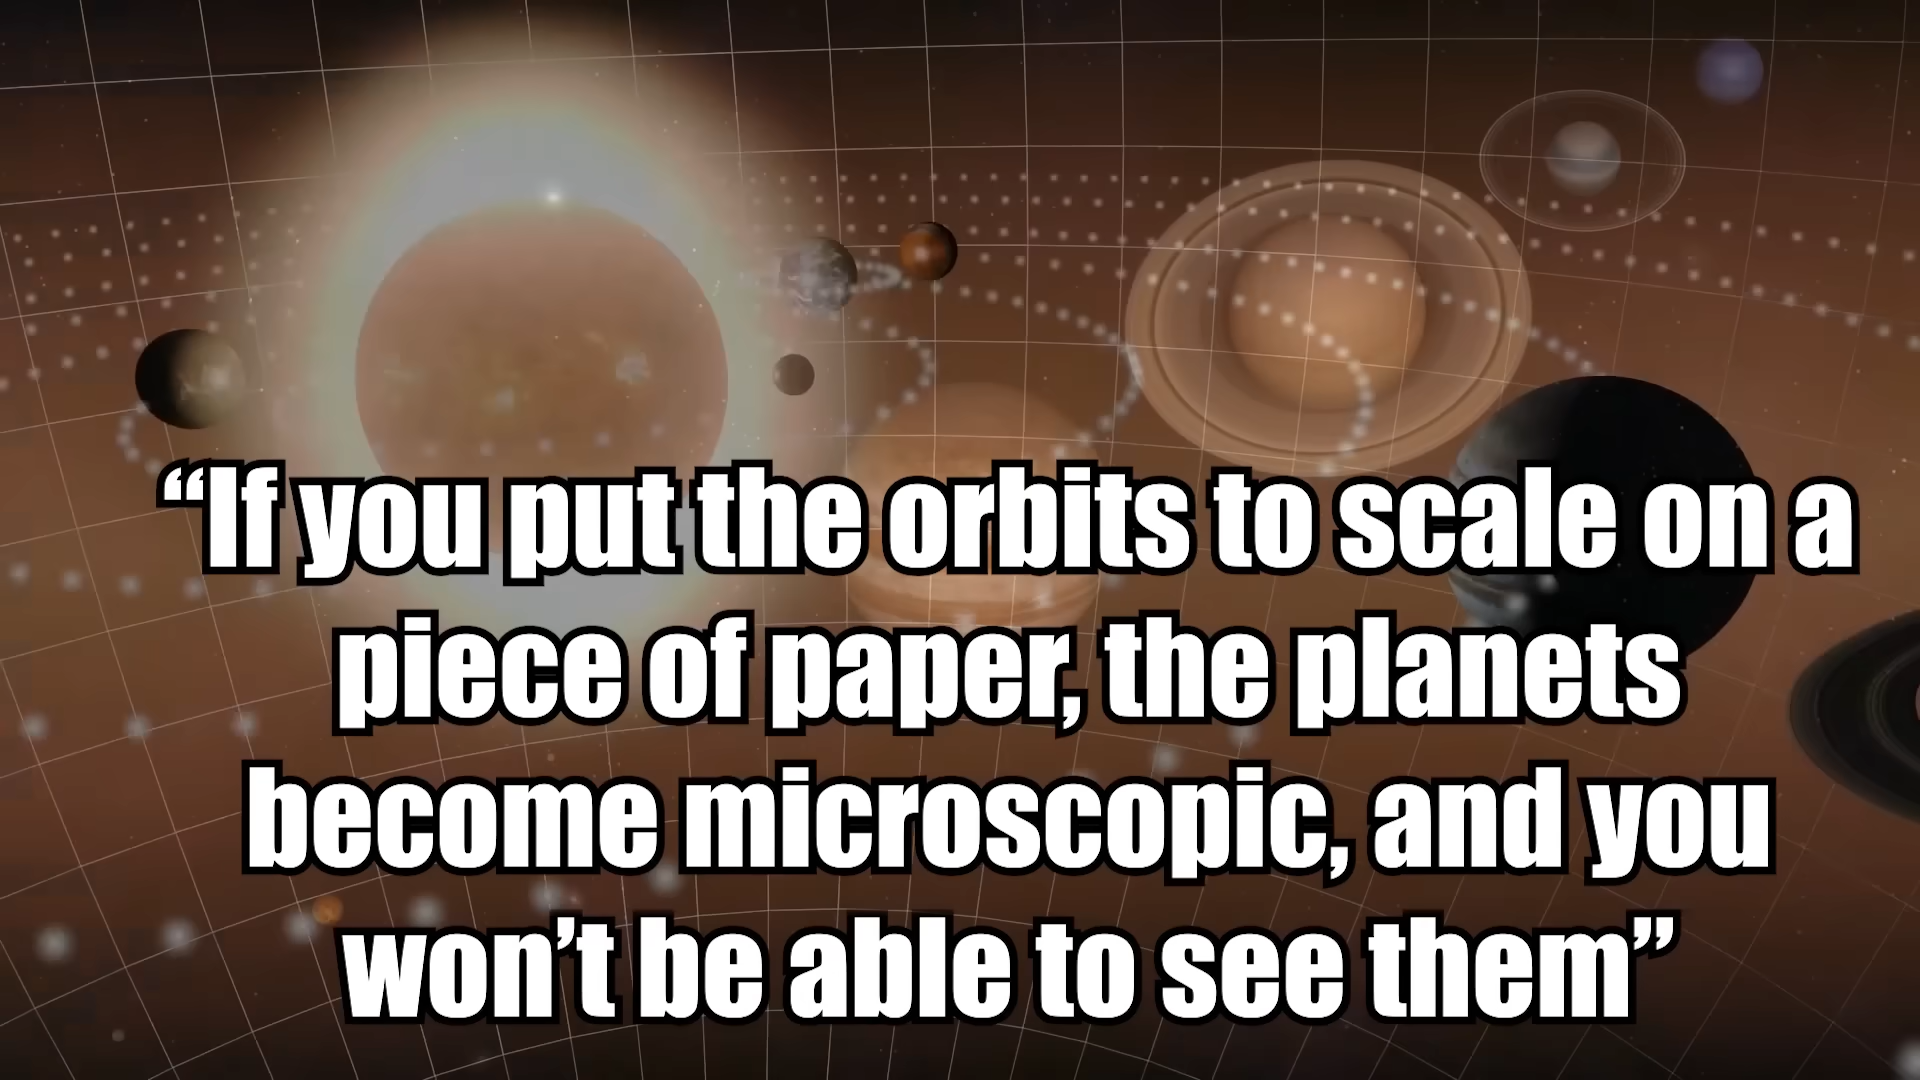 “If you put the orbits to scale on a
piece of paper, the planets
become microscopic, and you
won’t be able to see them”